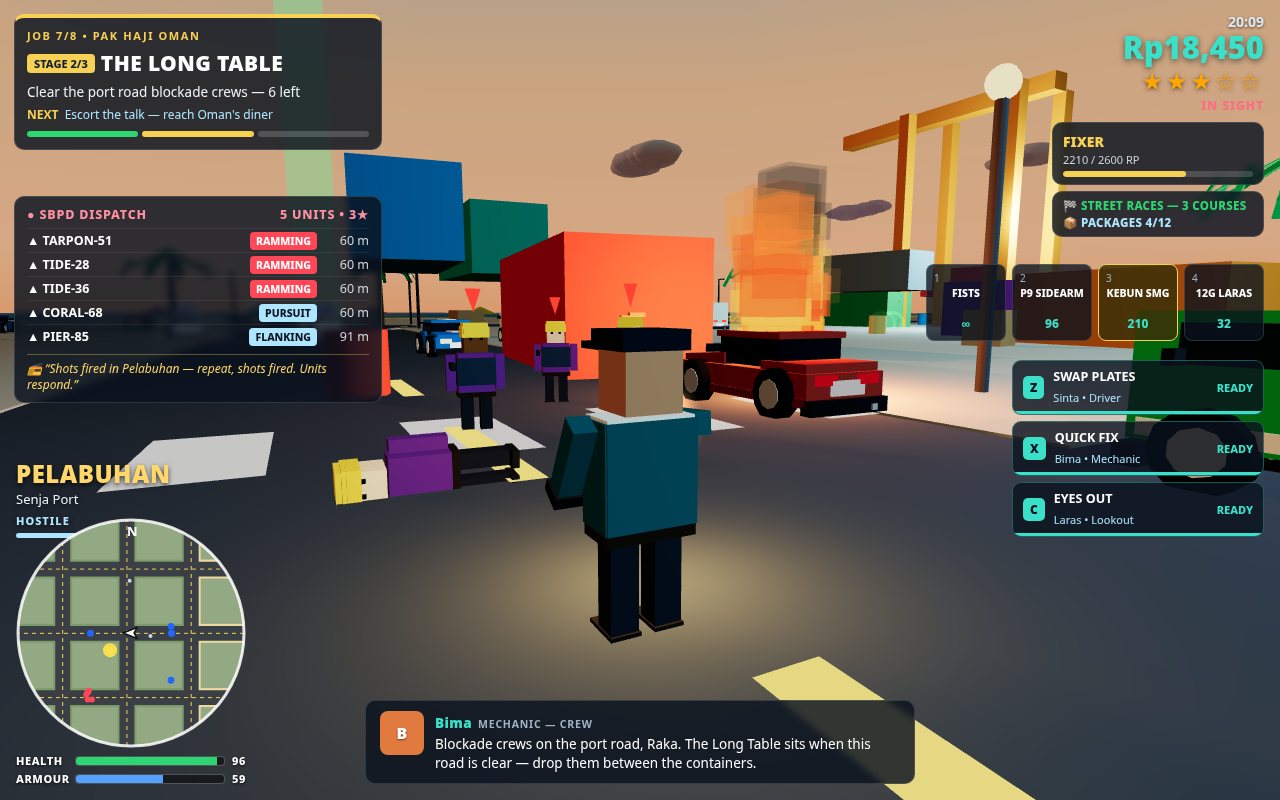 JOB 7/8 • PAK HAJI OMAN
STAGE 2/3 THE LONG TABLE
Clear the port road blockade crews — 6 left
NEXT Escort the talk — reach Oman's diner
● SBPD DISPATCH 5 UNITS • 3★
▲ TARPON-51 RAMMING 60 m
▲ TIDE-28 RAMMING 60 m
▲ TIDE-36 RAMMING 60 m
▲ CORAL-68 PURSUIT 60 m
▲ PIER-85 FLANKING 91 m
📻 “Shots fired in Pelabuhan — repeat, shots fired. Units
respond.”
20:09
Rp18,450
★★★☆☆
IN SIGHT
FIXER
2210 / 2600 RP
🏁 STREET RACES — 3 COURSES
📦 PACKAGES 4/12
1 FISTS ∞
2 P9 SIDEARM 96
3 KEBUN SMG 210
4 12G LARAS 32
Z SWAP PLATES READY
Sinta • Driver
X QUICK FIX READY
Bima • Mechanic
C EYES OUT READY
Laras • Lookout
PELABUHAN
Senja Port
HOSTILE
N
HEALTH 96
ARMOUR 59
B
Bima MECHANIC — CREW
Blockade crews on the port road, Raka. The Long Table sits when this
road is clear — drop them between the containers.